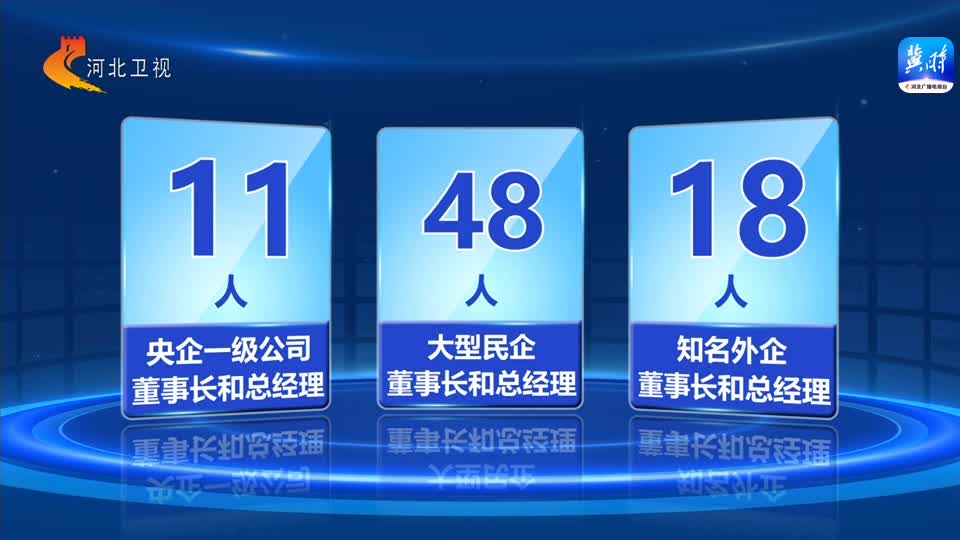 河北卫视
冀时
河北广播电视台
11
人
央企一级公司
董事长和总经理
48
人
大型民企
董事长和总经理
18
人
知名外企
董事长和总经理